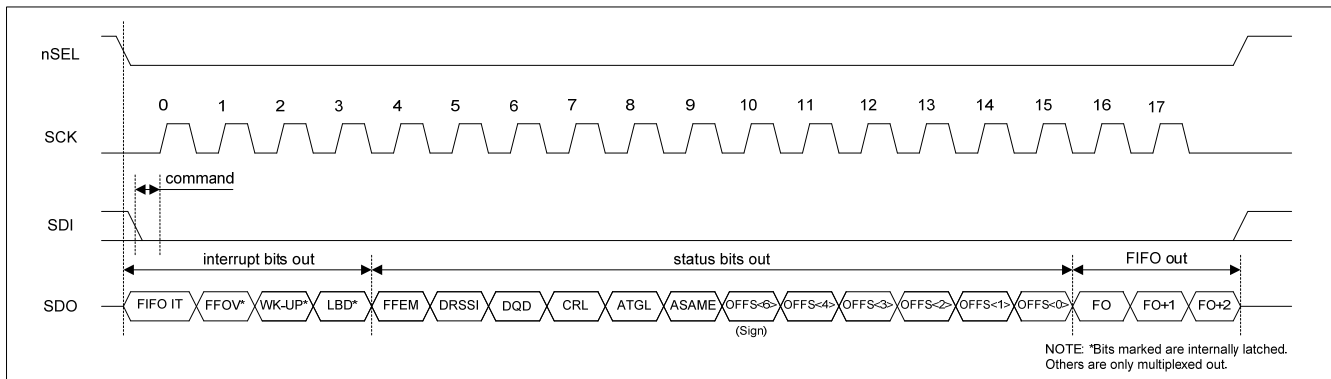 nSEL
0 1 2 3 4 5 6 7 8 9 10 11 12 13 14 15 16 17
SCK
command
SDI
interrupt bits out status bits out FIFO out
SDO FIFO IT FFOV* WK-UP* LBD* FFEM DRSSI DQD CRL ATGL ASAME OFFS<6> OFFS<4> OFFS<3> OFFS<2> OFFS<1> OFFS<0> FO FO+1 FO+2
(Sign)
NOTE: *Bits marked are internally latched.
Others are only multiplexed out.